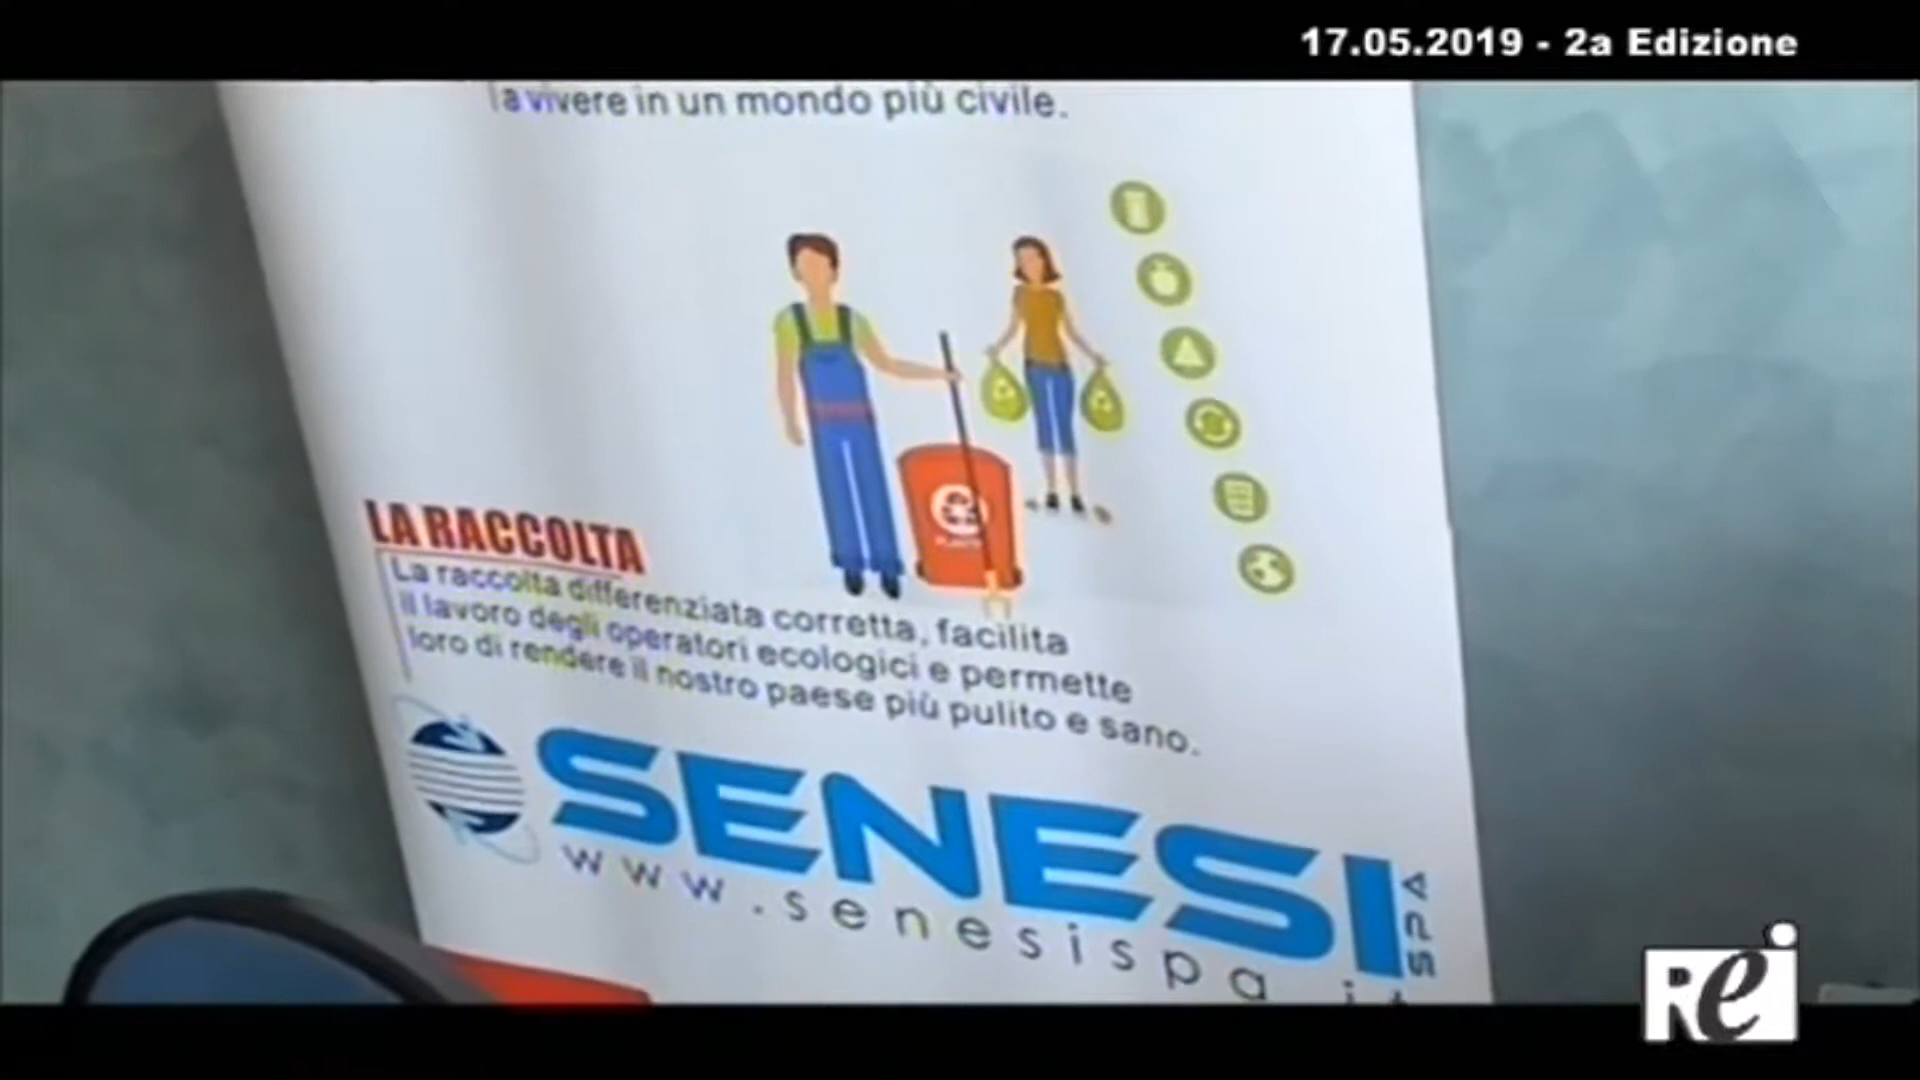 17.05.2019 - 2a Edizione
a vivere in un mondo più civile.
LA RACCOLTA
La raccolta differenziata corretta, facilita
il lavoro degli operatori ecologici e permette
loro di rendere il nostro paese più pulito e sano.
SENESI SPA
www.senesispa.it
Rei